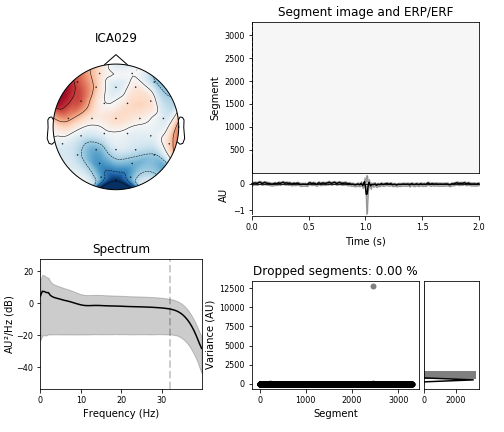 ICA029
Segment image and ERP/ERF
Segment
3000
2500
2000
1500
1000
500
AU
0
−1
0.0 0.5 1.0 1.5 2.0
Time (s)
Spectrum
AU²/Hz (dB)
20
0
−20
−40
0 10 20 30
Frequency (Hz)
Dropped segments: 0.00 %
Variance (AU)
12500
10000
7500
5000
2500
0
0 1000 2000 3000
Segment
0 2000